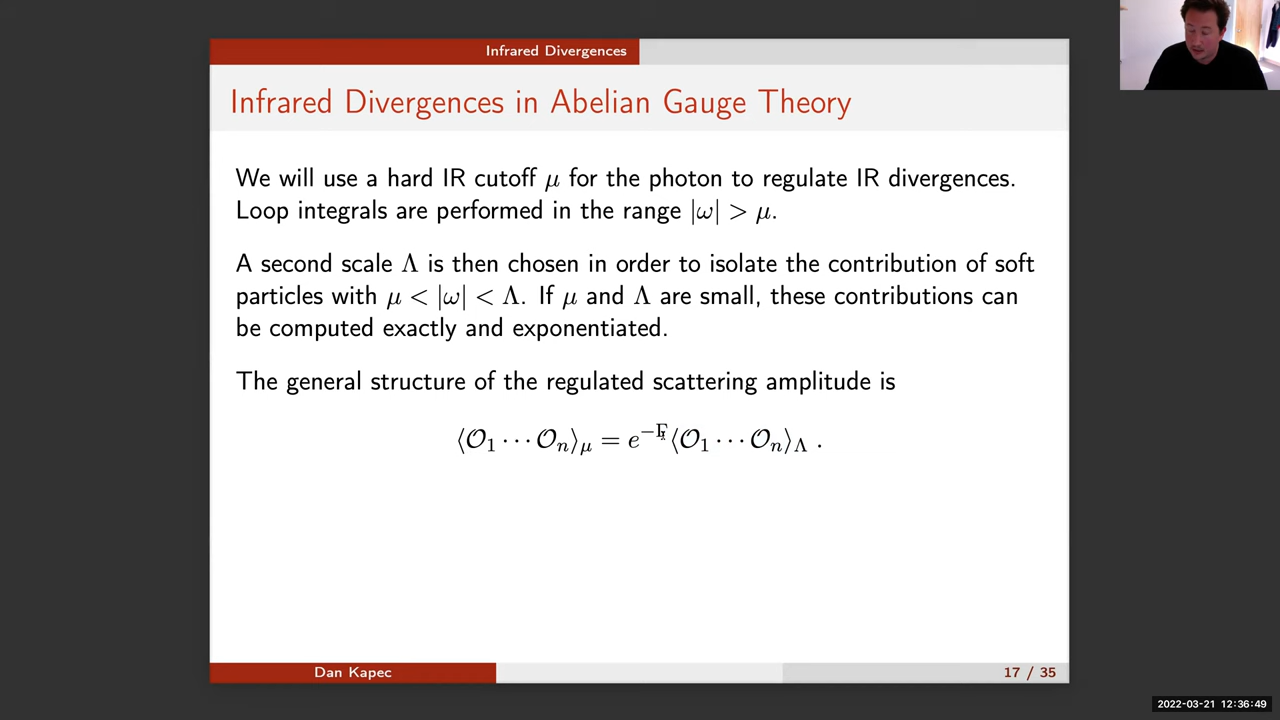 Infrared Divergences
Infrared Divergences in Abelian Gauge Theory
We will use a hard IR cutoff μ for the photon to regulate IR divergences.
Loop integrals are performed in the range |ω| > μ.
A second scale Λ is then chosen in order to isolate the contribution of soft
particles with μ < |ω| < Λ. If μ and Λ are small, these contributions can
be computed exactly and exponentiated.
The general structure of the regulated scattering amplitude is
⟨𝒪₁ ⋯ 𝒪ₙ⟩_μ = e^{−Γ}⟨𝒪₁ ⋯ 𝒪ₙ⟩_Λ .
Dan Kapec
17 / 35
2022-03-21 12:36:49